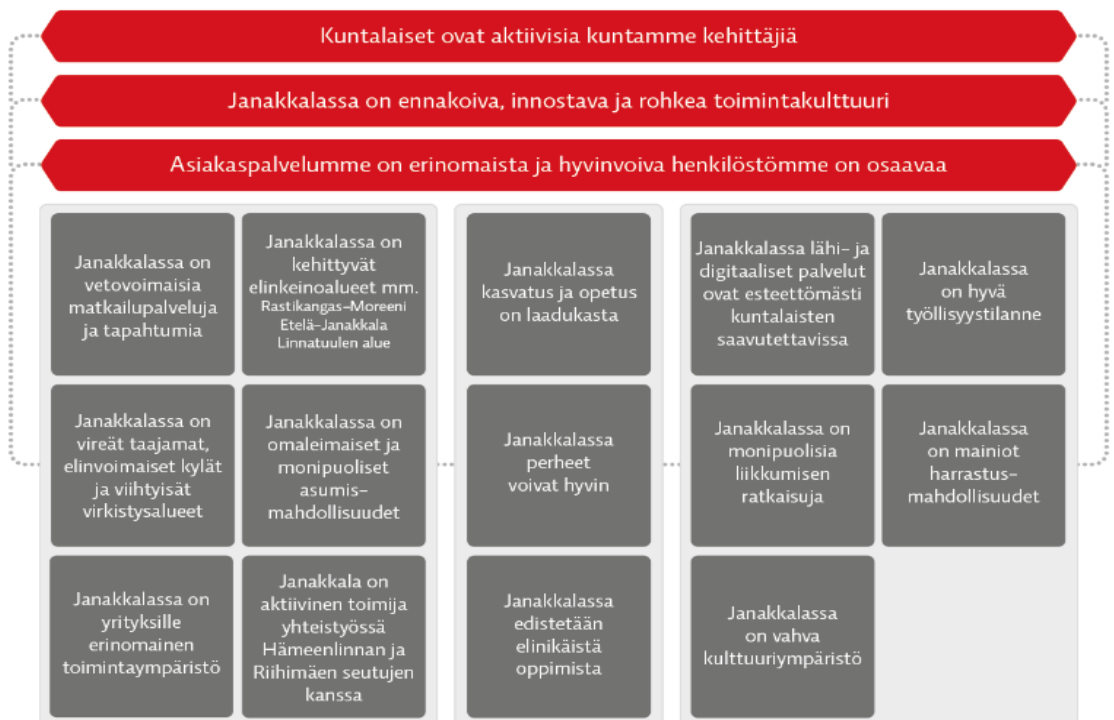 Kuntalaiset ovat aktiivisia kuntamme kehittäjiä
Janakkalassa on ennakoiva, innostava ja rohkea toimintakulttuuri
Asiakaspalvelumme on erinomaista ja hyvinvoiva henkilöstömme on osaavaa
Janakkalassa on
vetovoimaisia
matkailupalveluja
ja tapahtumia
Janakkalassa on
kehittyvät
elinkeinoalueet mm.
Rastikangas–Moreeni
Etelä–Janakkala
Linnatuulen alue
Janakkalassa
kasvatus ja opetus
on laadukasta
Janakkalassa lähi– ja
digitaaliset palvelut
ovat esteettömästi
kuntalaisten
saavutettavissa
Janakkalassa
on hyvä
työllisyystilanne
Janakkalassa on
vireät taajamat,
elinvoimaiset kylät
ja viihtyisät
virkistysalueet
Janakkalassa on
omaleimaiset ja
monipuoliset
asumis–
mahdollisuudet
Janakkalassa
perheet
voivat hyvin
Janakkalassa on
monipuolisia
liikkumisen
ratkaisuja
Janakkalassa
on mainiot
harrastus–
mahdollisuudet
Janakkalassa on
yrityksille
erinomainen
toimintaympäristö
Janakkala on
aktiivinen toimija
yhteistyössä
Hämeenlinnan ja
Riihimäen seutujen
kanssa
Janakkalassa
edistetään
elinikäistä
oppimista
Janakkalassa
on vahva
kulttuuriympäristö